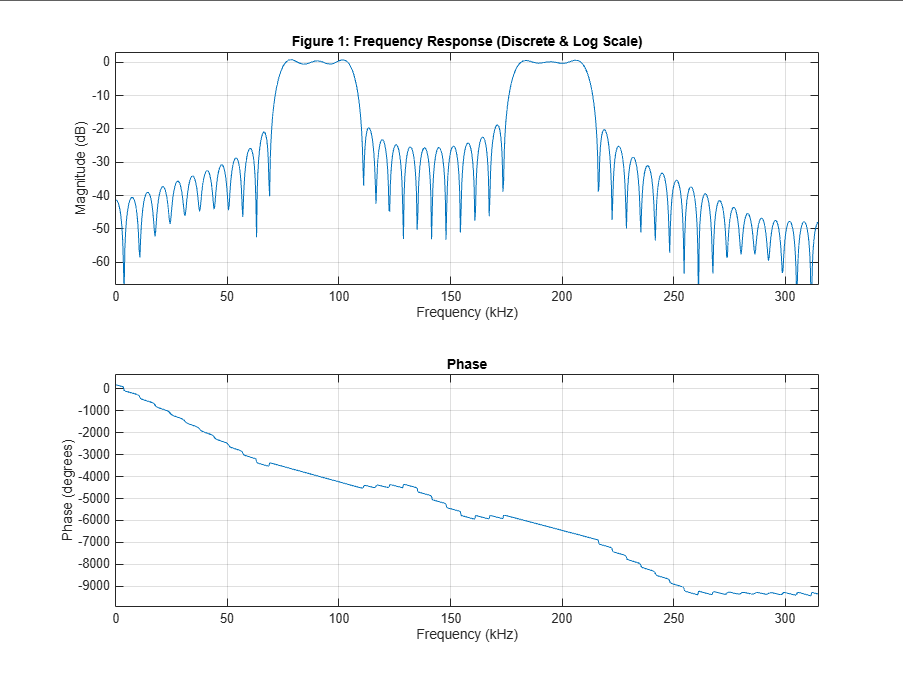 Figure 1: Frequency Response (Discrete & Log Scale)
Magnitude (dB)
0
-10
-20
-30
-40
-50
-60
0 50 100 150 200 250 300
Frequency (kHz)
Phase
Phase (degrees)
0
-1000
-2000
-3000
-4000
-5000
-6000
-7000
-8000
-9000
0 50 100 150 200 250 300
Frequency (kHz)